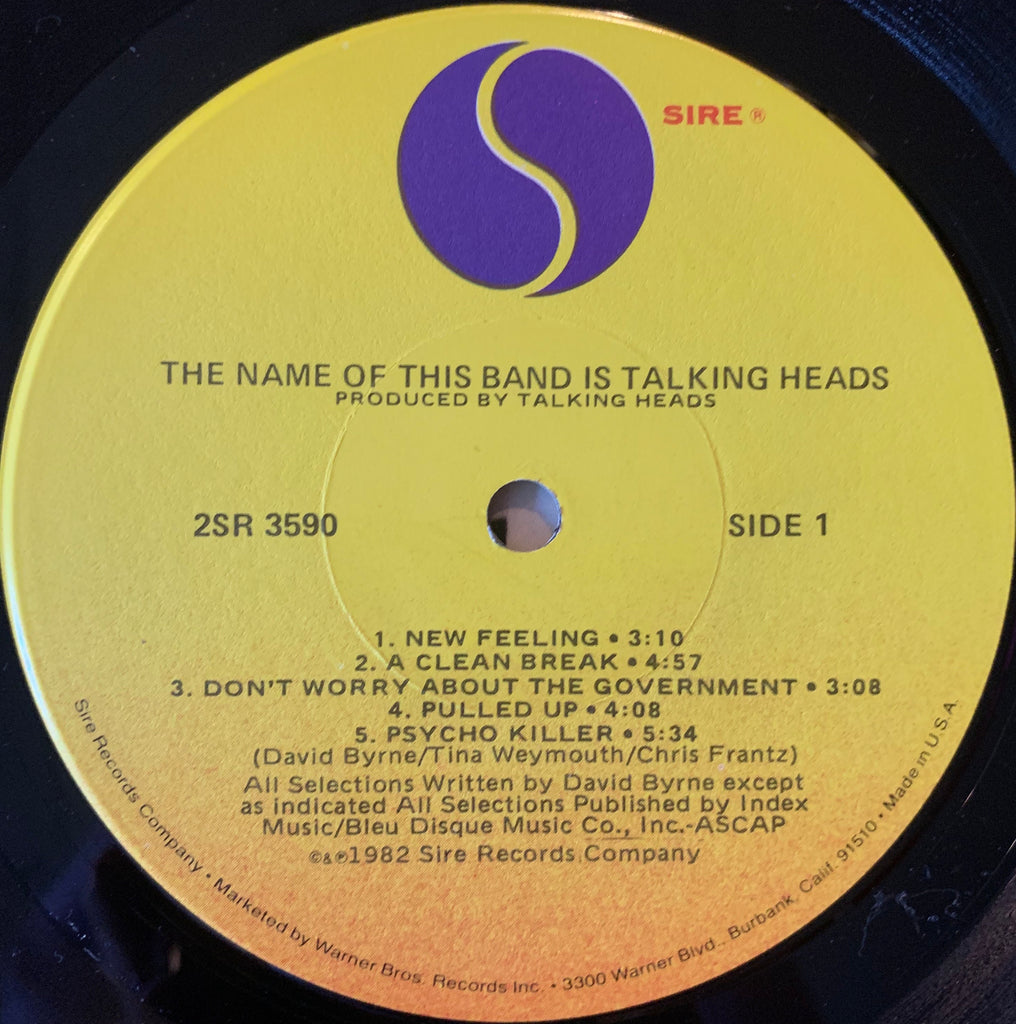 SIRE ®
THE NAME OF THIS BAND IS TALKING HEADS
PRODUCED BY TALKING HEADS
2SR 3590
SIDE 1
1. NEW FEELING • 3:10
2. A CLEAN BREAK • 4:57
3. DON'T WORRY ABOUT THE GOVERNMENT • 3:08
4. PULLED UP • 4:08
5. PSYCHO KILLER • 5:34
(David Byrne/Tina Weymouth/Chris Frantz)
All Selections Written by David Byrne except
as indicated All Selections Published by Index
Music/Bleu Disque Music Co., Inc.-ASCAP
©&℗1982 Sire Records Company
Sire Records Company • Marketed by Warner Bros. Records Inc. • 3300 Warner Blvd., Burbank, Calif. 91510 • Made in U.S.A.